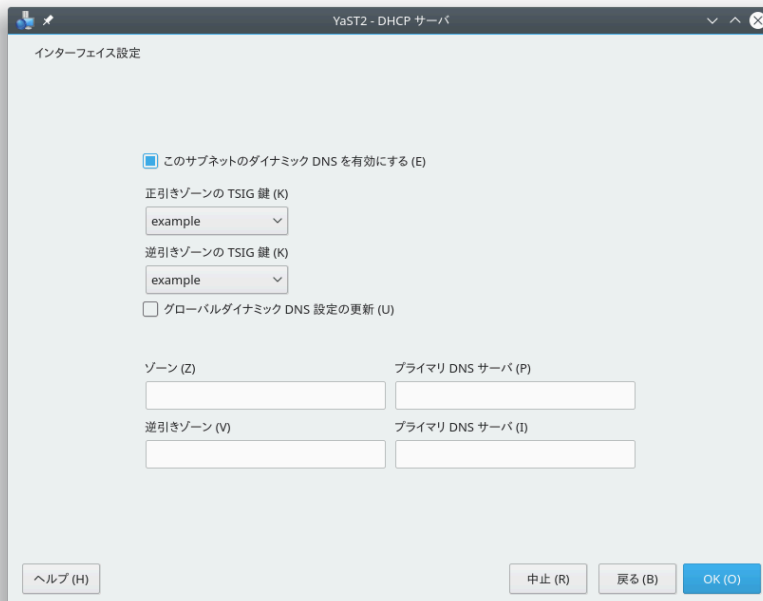 YaST2 - DHCP サーバ
インターフェイス設定
このサブネットのダイナミック DNS を有効にする (E)
正引きゾーンの TSIG 鍵 (K)
example
逆引きゾーンの TSIG 鍵 (K)
example
グローバルダイナミック DNS 設定の更新 (U)
ゾーン (Z)
プライマリ DNS サーバ (P)
逆引きゾーン (V)
プライマリ DNS サーバ (I)
ヘルプ (H)
中止 (R)
戻る (B)
OK (O)